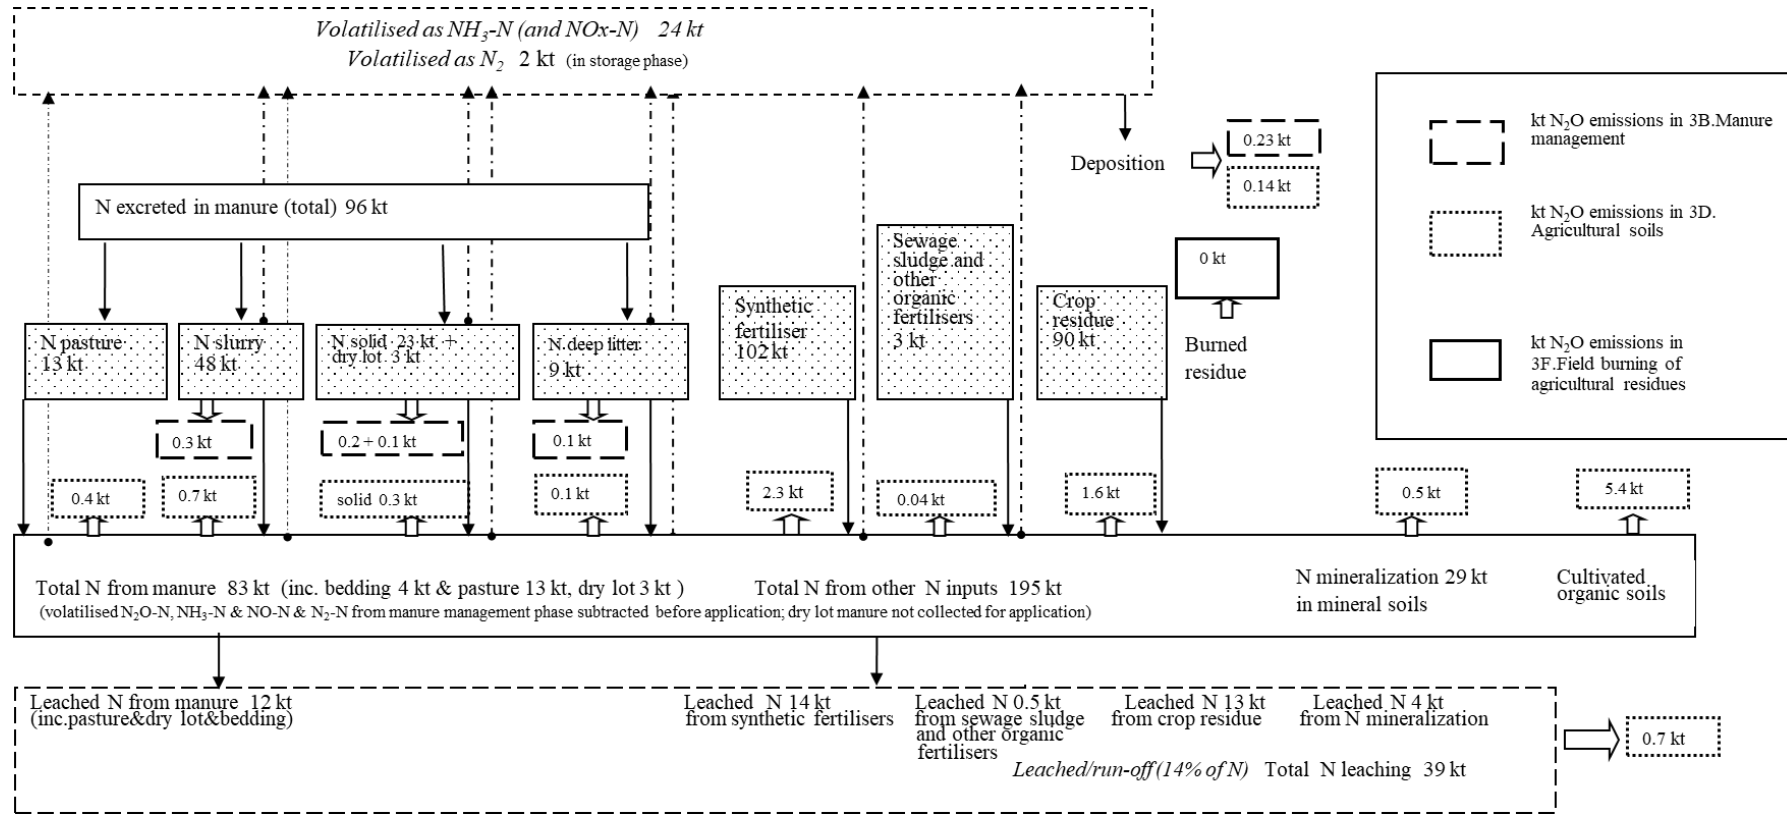 Volatilised as NH₃-N (and NOx-N) 24 kt
Volatilised as N₂ 2 kt (in storage phase)
Deposition
0.23 kt
0.14 kt
kt N₂O emissions in 3B.Manure
management
kt N₂O emissions in 3D.
Agricultural soils
kt N₂O emissions in
3F.Field burning of
agricultural residues
N excreted in manure (total) 96 kt
N pasture
13 kt
N slurry
48 kt
N solid 23 kt +
dry lot 3 kt
N deep litter
9 kt
Synthetic
fertiliser
102 kt
Sewage
sludge and
other
organic
fertilisers
3 kt
Crop
residue
90 kt
0 kt
Burned
residue
0.3 kt
0.2 + 0.1 kt
0.1 kt
0.4 kt
0.7 kt
solid 0.3 kt
0.1 kt
2.3 kt
0.04 kt
1.6 kt
0.5 kt
5.4 kt
Total N from manure 83 kt (inc. bedding 4 kt & pasture 13 kt, dry lot 3 kt )
(volatilised N₂O-N, NH₃-N & NO-N & N₂-N from manure management phase subtracted before application; dry lot manure not collected for application)
Total N from other N inputs 195 kt
N mineralization 29 kt
in mineral soils
Cultivated
organic soils
Leached N from manure 12 kt
(inc.pasture&dry lot&bedding)
Leached N 14 kt
from synthetic fertilisers
Leached N 0.5 kt
from sewage sludge
and other organic
fertilisers
Leached N 13 kt
from crop residue
Leached N 4 kt
from N mineralization
Leached/run-off (14% of N) Total N leaching 39 kt
0.7 kt